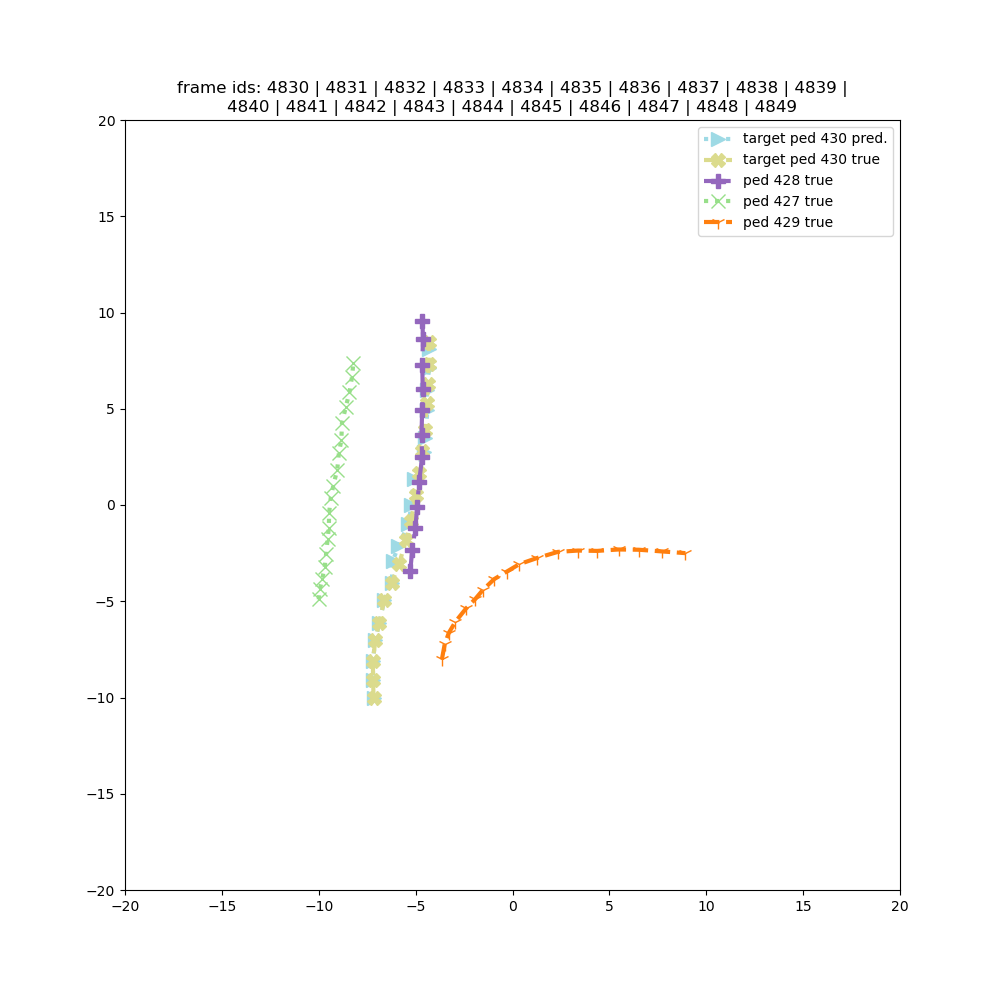 frame ids: 4830 | 4831 | 4832 | 4833 | 4834 | 4835 | 4836 | 4837 | 4838 | 4839 |
4840 | 4841 | 4842 | 4843 | 4844 | 4845 | 4846 | 4847 | 4848 | 4849
target ped 430 pred.
target ped 430 true
ped 428 true
ped 427 true
ped 429 true
20
15
10
5
0
−5
−10
−15
−20
−20 −15 −10 −5 0 5 10 15 20